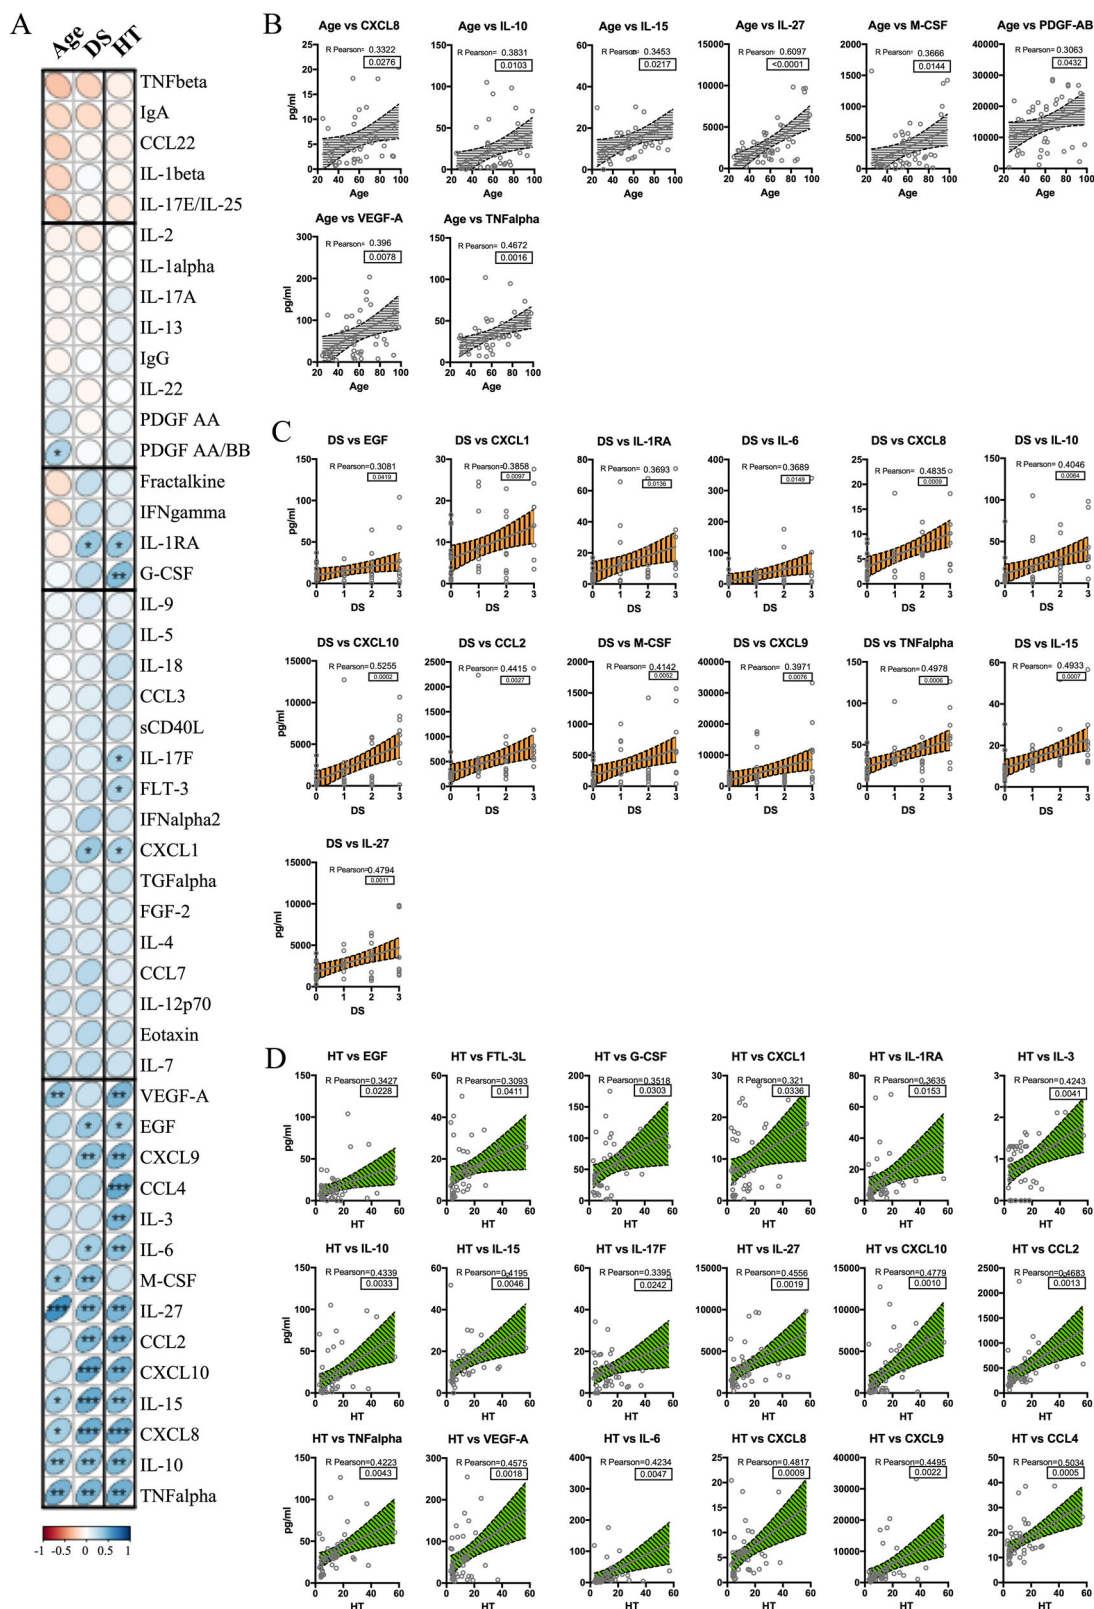 A
Age DS HT
TNFbeta
IgA
CCL22
IL-1beta
IL-17E/IL-25
IL-2
IL-1alpha
IL-17A
IL-13
IgG
IL-22
PDGF AA
PDGF AA/BB
Fractalkine
IFNgamma
IL-1RA
G-CSF
IL-9
IL-5
IL-18
CCL3
sCD40L
IL-17F
FLT-3
IFNalpha2
CXCL1
TGFalpha
FGF-2
IL-4
CCL7
IL-12p70
Eotaxin
IL-7
VEGF-A
EGF
CXCL9
CCL4
IL-3
IL-6
M-CSF
IL-27
CCL2
CXCL10
IL-15
CXCL8
IL-10
TNFalpha
-1 -0.5 0 0.5 1
B
Age vs CXCL8
R Pearson= 0.3322
0.0276
Age vs IL-10
R Pearson= 0.3831
0.0103
Age vs IL-15
R Pearson= 0.3453
0.0217
Age vs IL-27
R Pearson= 0.6097
<0.0001
Age vs M-CSF
R Pearson= 0.3666
0.0144
Age vs PDGF-AB
R Pearson= 0.3063
0.0432
Age vs VEGF-A
R Pearson= 0.396
0.0078
Age vs TNFalpha
R Pearson= 0.4672
0.0016
pg/ml
Age
C
DS vs EGF
R Pearson=0.3081
0.0419
DS vs CXCL1
R Pearson=0.3858
0.0097
DS vs IL-1RA
R Pearson=0.3693
0.0136
DS vs IL-6
R Pearson=0.3689
0.0149
DS vs CXCL8
R Pearson=0.4835
0.0009
DS vs IL-10
R Pearson=0.4046
0.0064
DS vs CXCL10
R Pearson=0.5255
0.0002
DS vs CCL2
R Pearson=0.4415
0.0027
DS vs M-CSF
R Pearson=0.4142
0.0052
DS vs CXCL9
R Pearson=0.3971
0.0076
DS vs TNFalpha
R Pearson=0.4978
0.0006
DS vs IL-15
R Pearson=0.4933
0.0007
DS vs IL-27
R Pearson=0.4794
0.0011
pg/ml
DS
D
HT vs EGF
R Pearson=0.3427
0.0228
HT vs FTL-3L
R Pearson=0.3093
0.0411
HT vs G-CSF
R Pearson=0.3518
0.0303
HT vs CXCL1
R Pearson=0.321
0.0336
HT vs IL-1RA
R Pearson=0.3635
0.0153
HT vs IL-3
R Pearson=0.4243
0.0041
HT vs IL-10
R Pearson=0.4339
0.0033
HT vs IL-15
R Pearson=0.4195
0.0046
HT vs IL-17F
R Pearson=0.3395
0.0242
HT vs IL-27
R Pearson=0.4556
0.0019
HT vs CXCL10
R Pearson=0.4779
0.0010
HT vs CCL2
R Pearson=0.4683
0.0013
HT vs TNFalpha
R Pearson=0.4223
0.0043
HT vs VEGF-A
R Pearson=0.4575
0.0018
HT vs IL-6
R Pearson=0.4234
0.0047
HT vs CXCL8
R Pearson=0.4817
0.0009
HT vs CXCL9
R Pearson=0.4495
0.0022
HT vs CCL4
R Pearson=0.5034
0.0005
pg/ml
HT